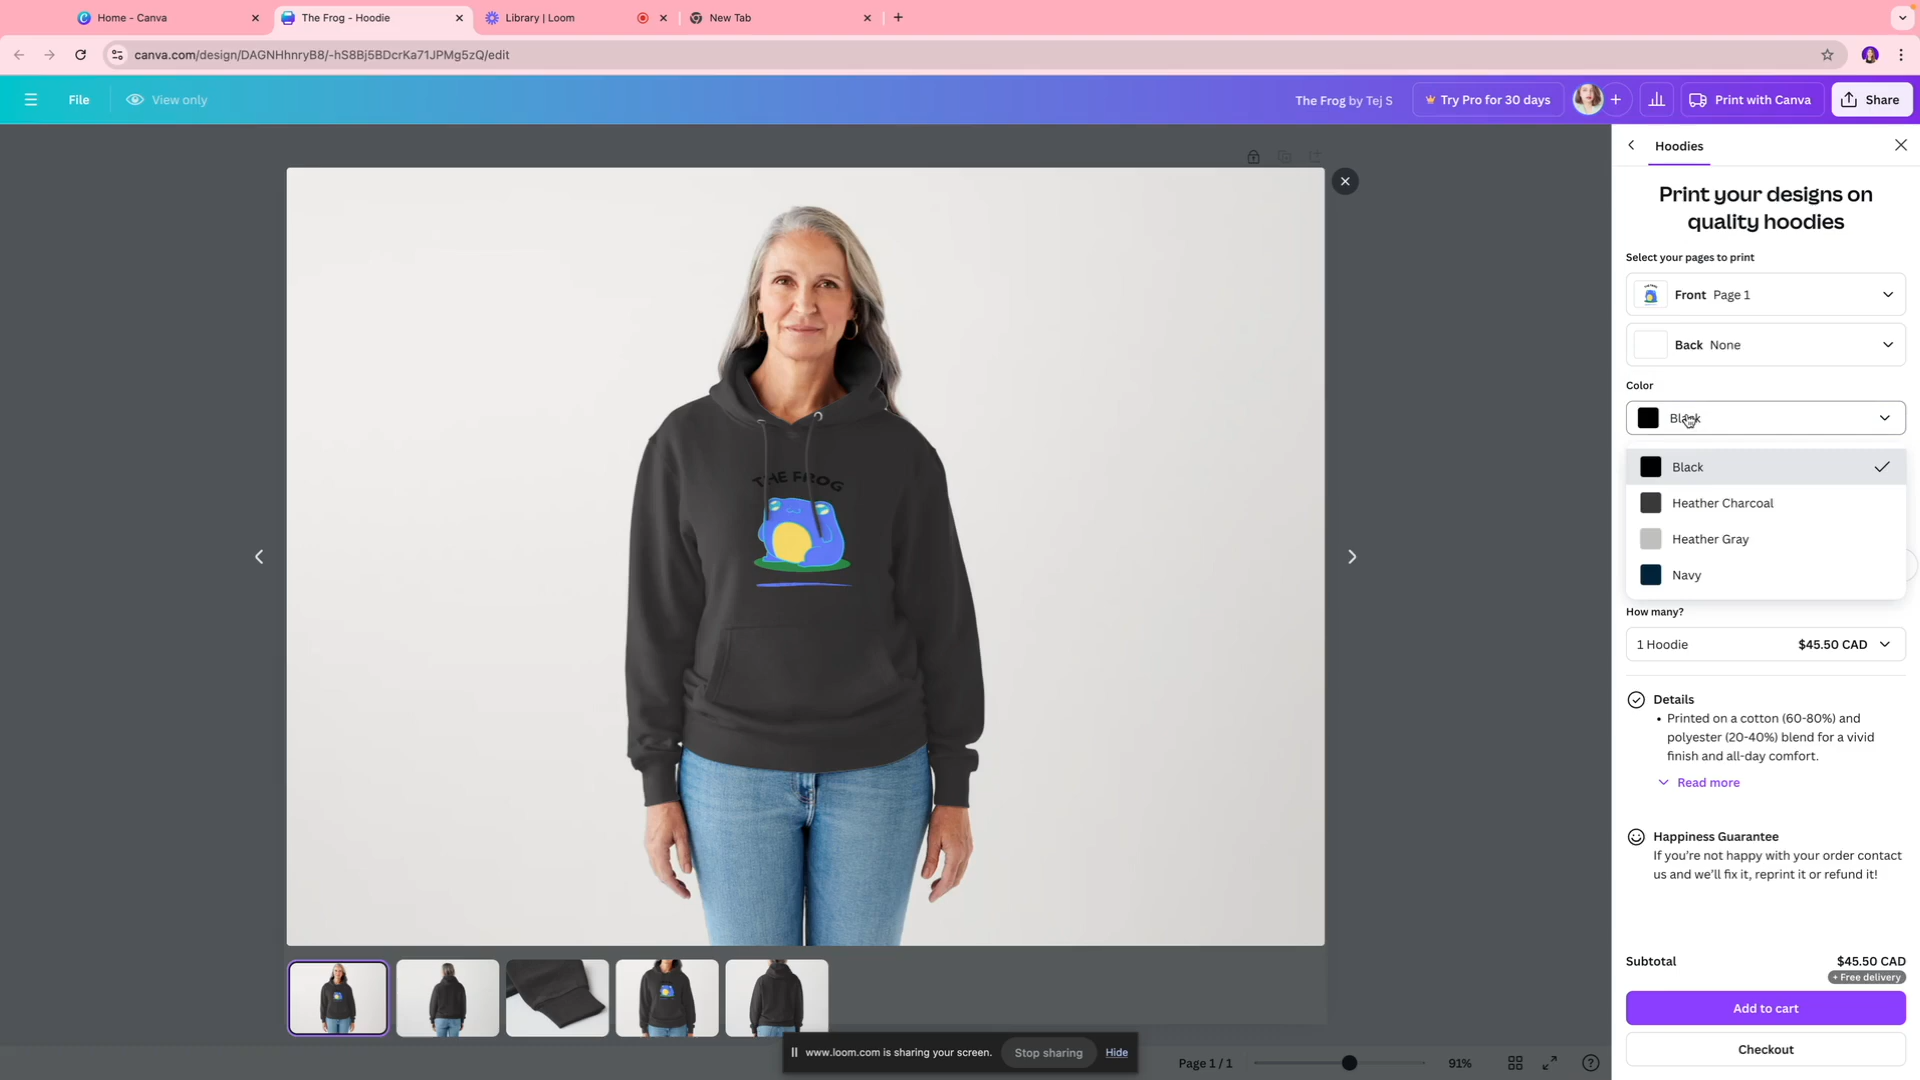 Home - Canva
The Frog - Hoodie
Library | Loom
New Tab
canva.com/design/DAGNHhnryB8/-hS8Bj5BDcrKa71JPMg5zQ/edit
File
View only
The Frog by Tej S
Try Pro for 30 days
Print with Canva
Share
Hoodies
Print your designs on
quality hoodies
Select your pages to print
Front Page 1
Back None
Color
Black
Black
Heather Charcoal
Heather Gray
Navy
How many?
1 Hoodie $45.50 CAD
Details
• Printed on a cotton (60-80%) and
polyester (20-40%) blend for a vivid
finish and all-day comfort.
Read more
Happiness Guarantee
If you're not happy with your order contact
us and we'll fix it, reprint it or refund it!
Subtotal $45.50 CAD
+ Free delivery
Add to cart
Checkout
THE FROG
www.loom.com is sharing your screen.
Stop sharing
Hide
Page 1 / 1
91%